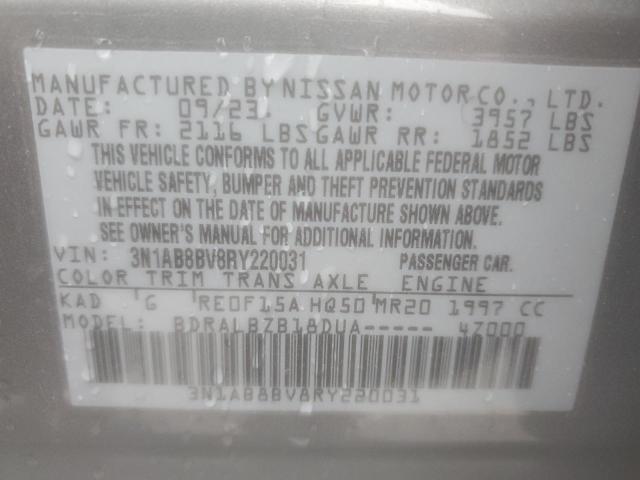 MANUFACTURED BY NISSAN MOTOR CO., LTD.
DATE: 09/23. GVWR: 3957 LBS
GAWR FR: 2116 LBS GAWR RR: 1852 LBS
THIS VEHICLE CONFORMS TO ALL APPLICABLE FEDERAL MOTOR
VEHICLE SAFETY, BUMPER AND THEFT PREVENTION STANDARDS
IN EFFECT ON THE DATE OF MANUFACTURE SHOWN ABOVE.
SEE OWNER'S MANUAL FOR ADDITIONAL INFORMATION.
VIN: 3N1AB8BV8RY220031 PASSENGER CAR.
COLOR TRIM TRANS AXLE ENGINE
KAD 'G RE0F15A HQ50 MR20 1997 CC
MODEL: BDRALBZB18DUA----- 47000
3N1AB8BV8RY220031